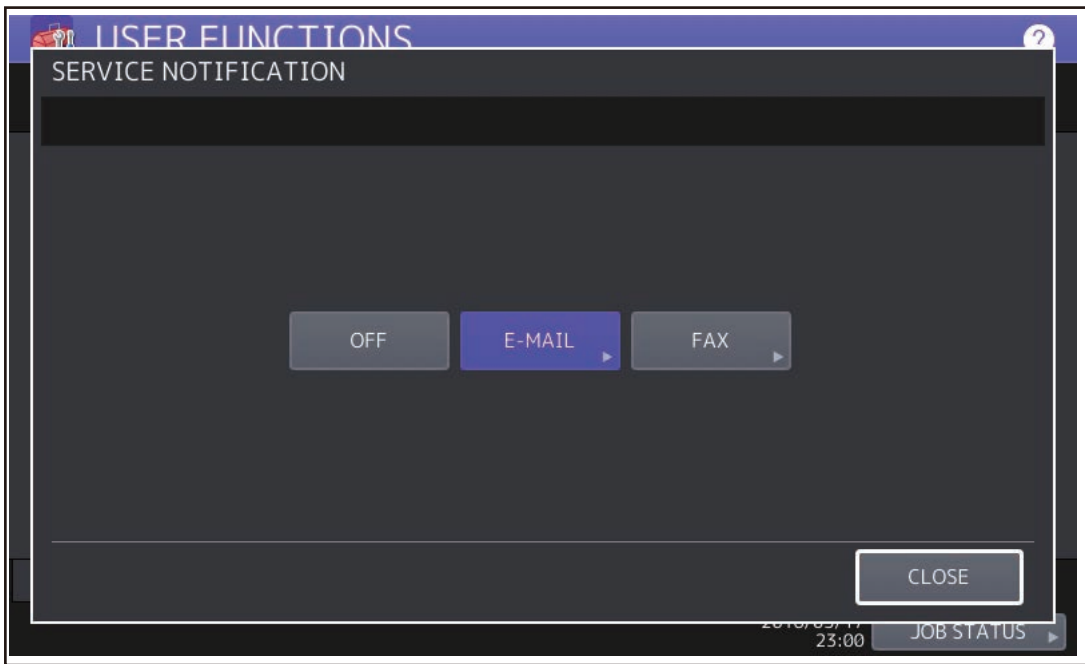 USER FUNCTIONS
?
SERVICE NOTIFICATION
OFF
E-MAIL
FAX
CLOSE
23:00
JOB STATUS